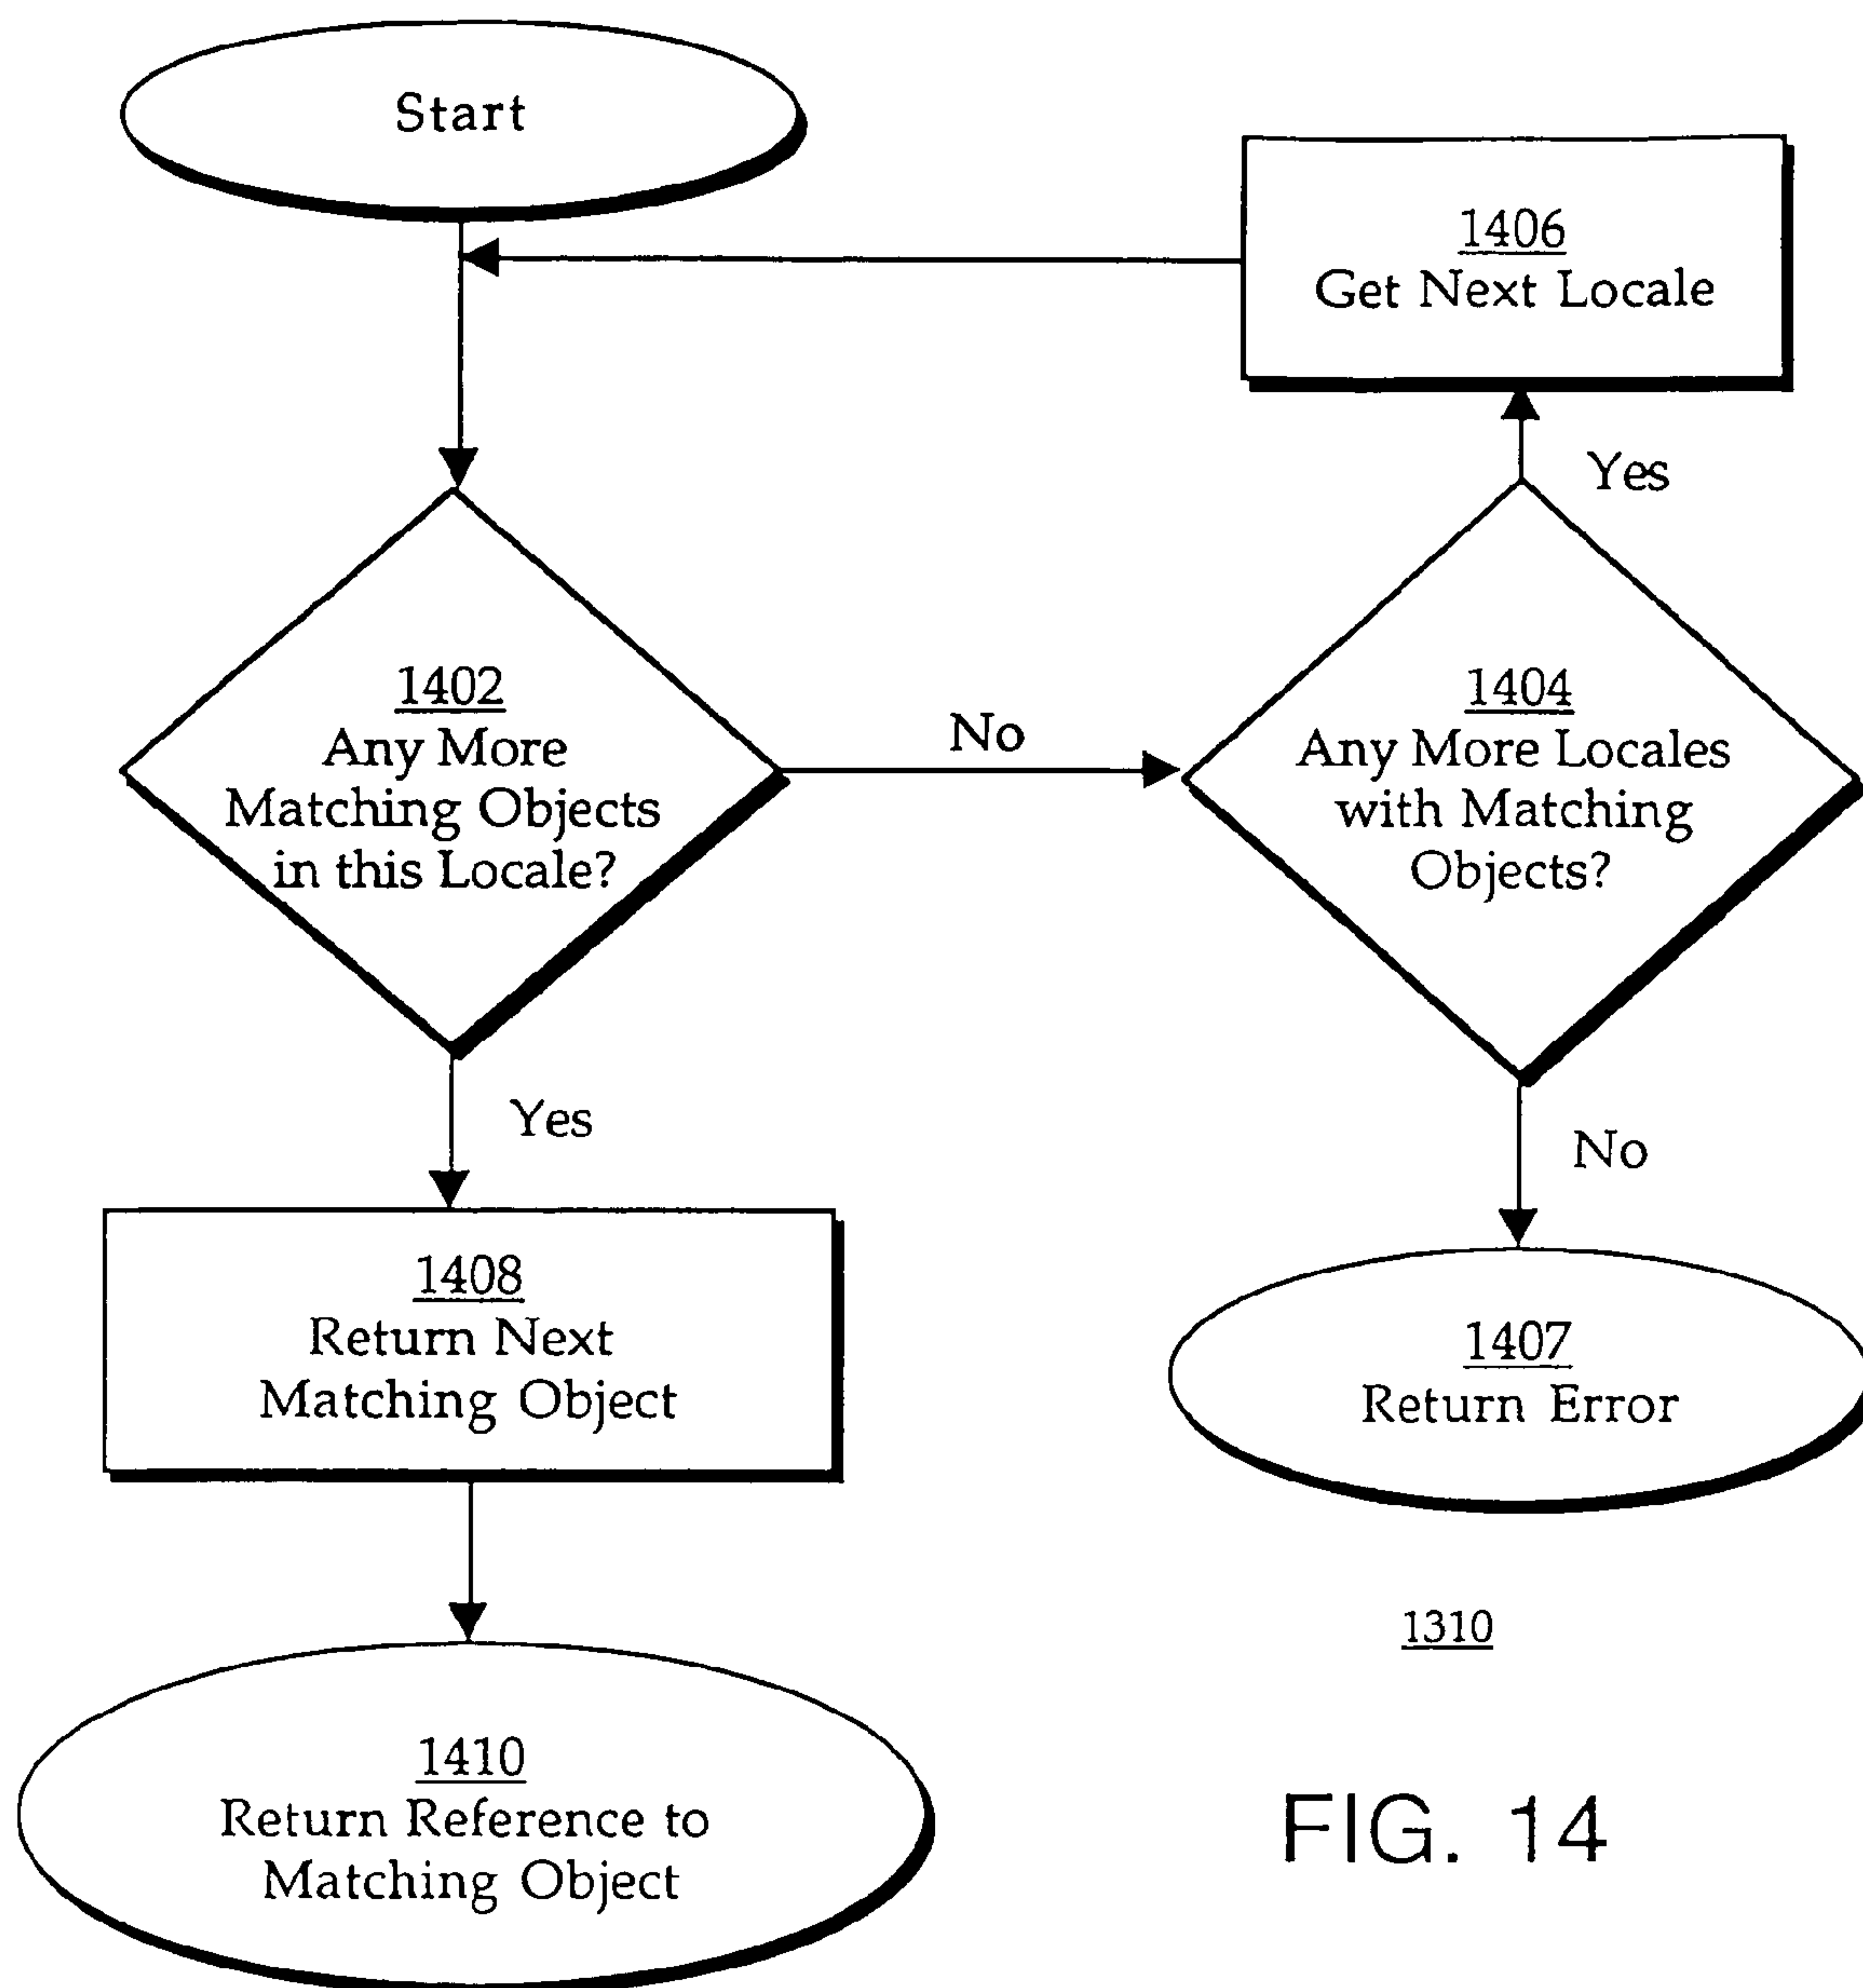 Start
1406
Get Next Locale
Yes
1402
Any More
Matching Objects
in this Locale?
No
1404
Any More Locales
with Matching
Objects?
Yes
No
1408
Return Next
Matching Object
1407
Return Error
1310
1410
Return Reference to
Matching Object
FIG. 14